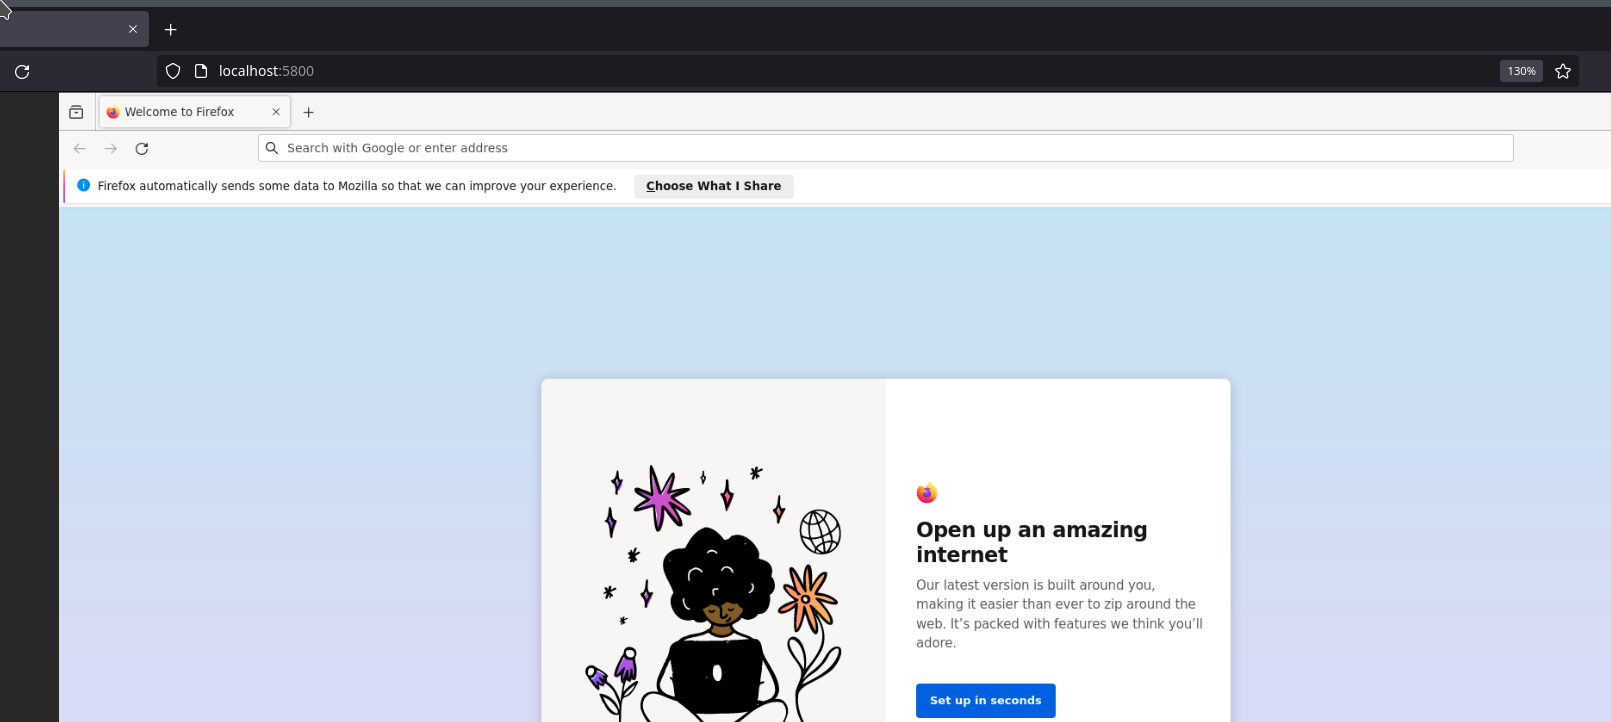 localhost:5800
130%
Welcome to Firefox
Search with Google or enter address
Firefox automatically sends some data to Mozilla so that we can improve your experience.
Choose What I Share
Open up an amazing
internet
Our latest version is built around you,
making it easier than ever to zip around the
web. It’s packed with features we think you’ll
adore.
Set up in seconds